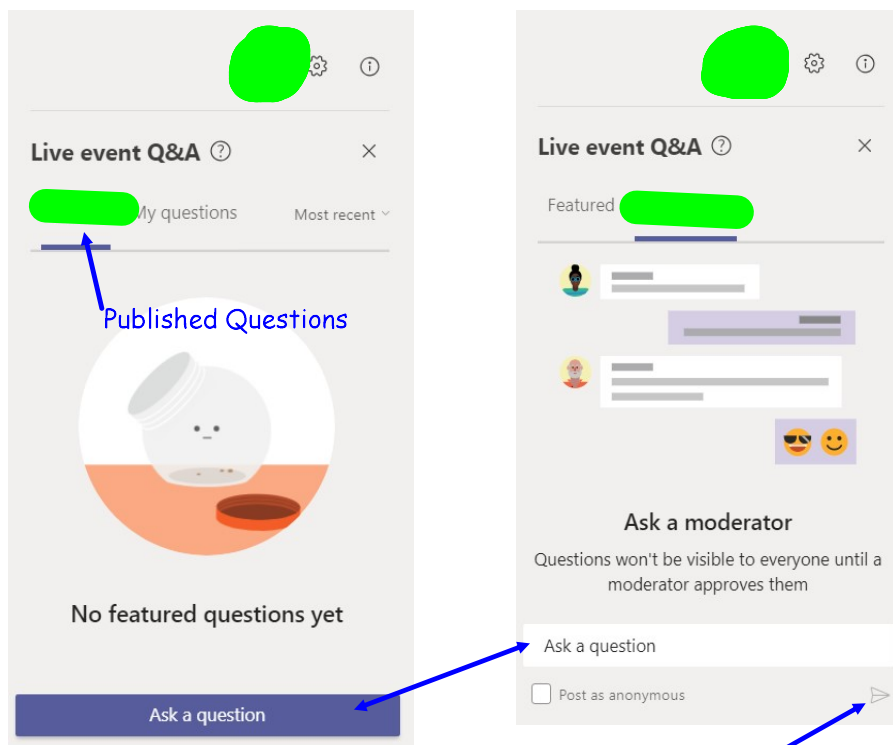 Live event Q&A
My questions
Most recent
Published Questions
No featured questions yet
Ask a question
Live event Q&A
Featured
Ask a moderator
Questions won't be visible to everyone until a
moderator approves them
Ask a question
Post as anonymous